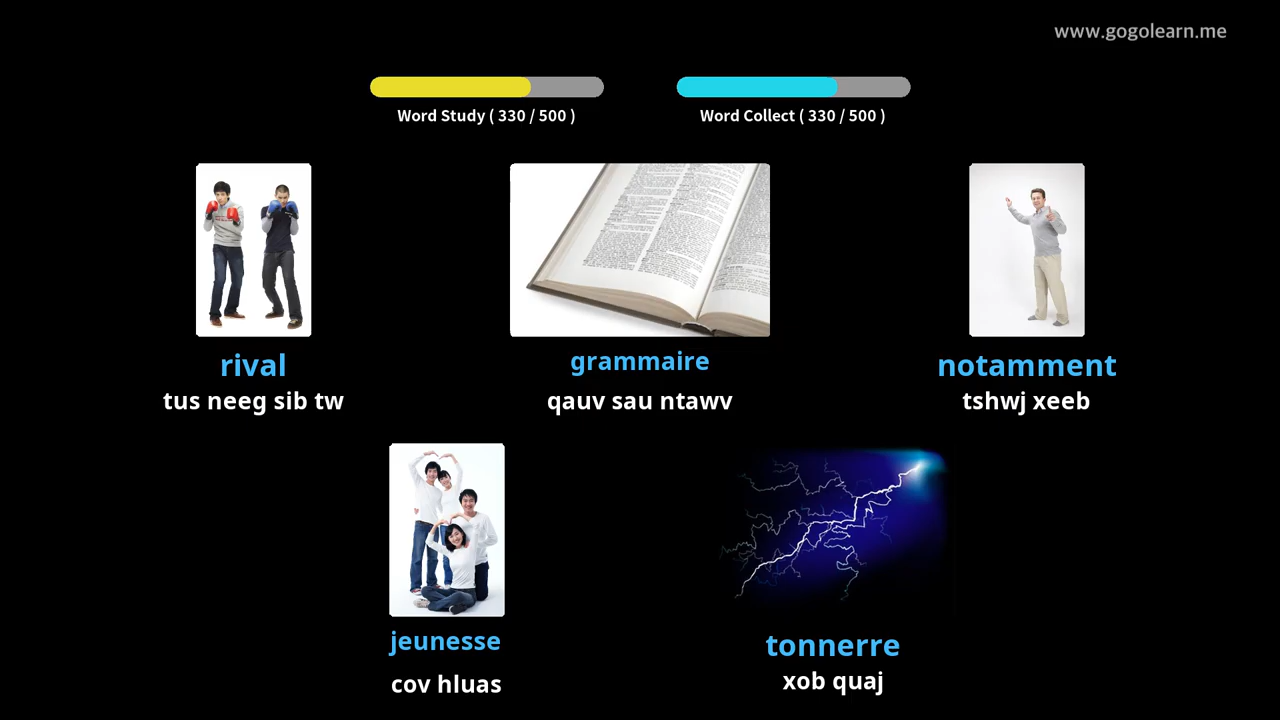 www.gogolearn.me
Word Study ( 330 / 500 )
Word Collect ( 330 / 500 )
rival
tus neeg sib tw
grammaire
qauv sau ntawv
notamment
tshwj xeeb
jeunesse
cov hluas
tonnerre
xob quaj